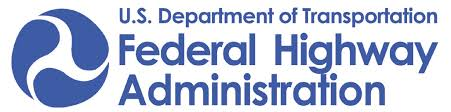 U.S. Department of Transportation
Federal Highway
Administration